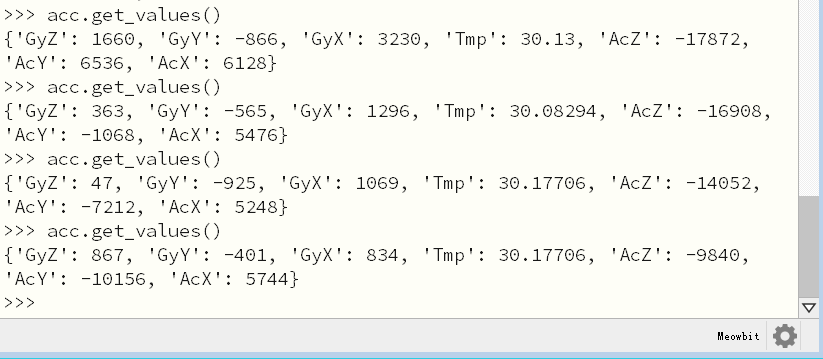 >>> acc.get_values()
{'GyZ': 1660, 'GyY': -866, 'GyX': 3230, 'Tmp': 30.13, 'AcZ': -17872,
'AcY': 6536, 'AcX': 6128}
>>> acc.get_values()
{'GyZ': 363, 'GyY': -565, 'GyX': 1296, 'Tmp': 30.08294, 'AcZ': -16908,
'AcY': -1068, 'AcX': 5476}
>>> acc.get_values()
{'GyZ': 47, 'GyY': -925, 'GyX': 1069, 'Tmp': 30.17706, 'AcZ': -14052,
'AcY': -7212, 'AcX': 5248}
>>> acc.get_values()
{'GyZ': 867, 'GyY': -401, 'GyX': 834, 'Tmp': 30.17706, 'AcZ': -9840,
'AcY': -10156, 'AcX': 5744}
>>>
Meowbit